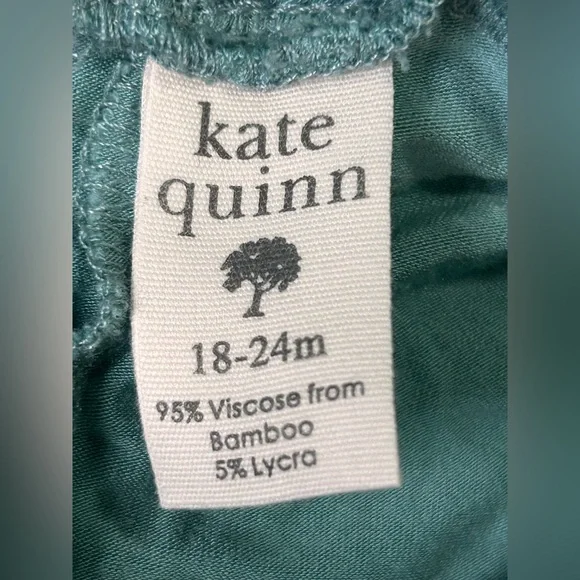 kate
quinn
18-24m
95% Viscose from
Bamboo
5% Lycra